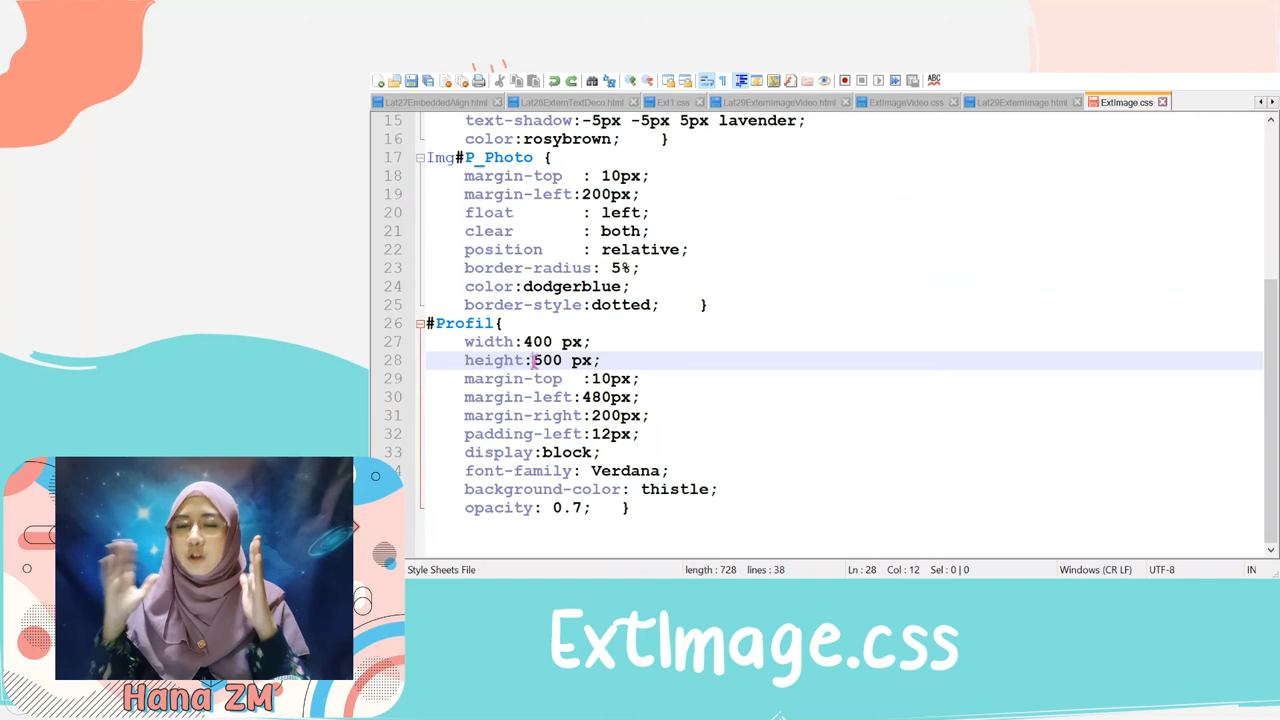 ABC
Lat27EmbeddedAlign.html Lat28ExternTextDeco.html Ext1.css Lat29ExternImageVideo.html ExtImageVideo.css Lat29ExternImage.html ExtImage.css
15 text-shadow:-5px -5px 5px lavender;
16 color:rosybrown; }
17 Img#P_Photo {
18 margin-top : 10px;
19 margin-left:200px;
20 float : left;
21 clear : both;
22 position : relative;
23 border-radius: 5%;
24 color:dodgerblue;
25 border-style:dotted; }
26 #Profil{
27 width:400 px;
28 height:500 px;
29 margin-top :10px;
30 margin-left:480px;
31 margin-right:200px;
32 padding-left:12px;
33 display:block;
font-family: Verdana;
background-color: thistle;
opacity: 0.7; }
Style Sheets File length : 728 lines : 38 Ln : 28 Col : 12 Sel : 0 | 0 Windows (CR LF) UTF-8 IN
ExtImage.css
Hana ZM